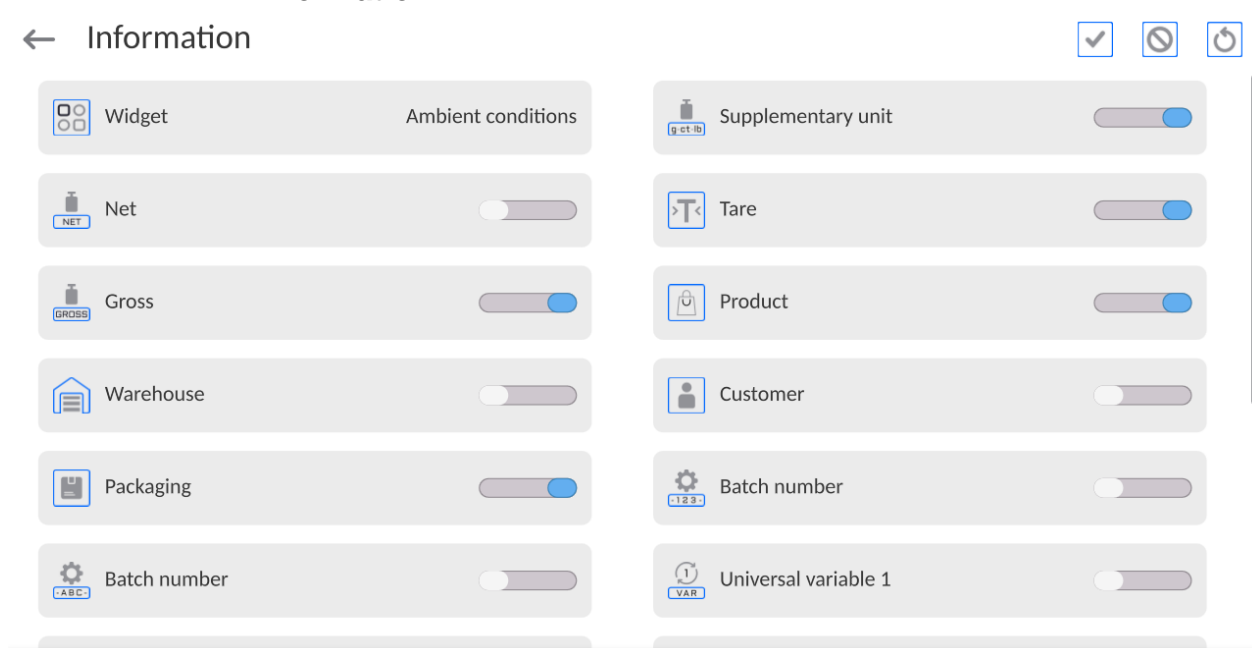 Information
Widget
Ambient conditions
g·ct·lb
Supplementary unit
NET
Net
>T<
Tare
GROSS
Gross
Product
Warehouse
Customer
Packaging
·123·
Batch number
·ABC·
Batch number
1
VAR
Universal variable 1